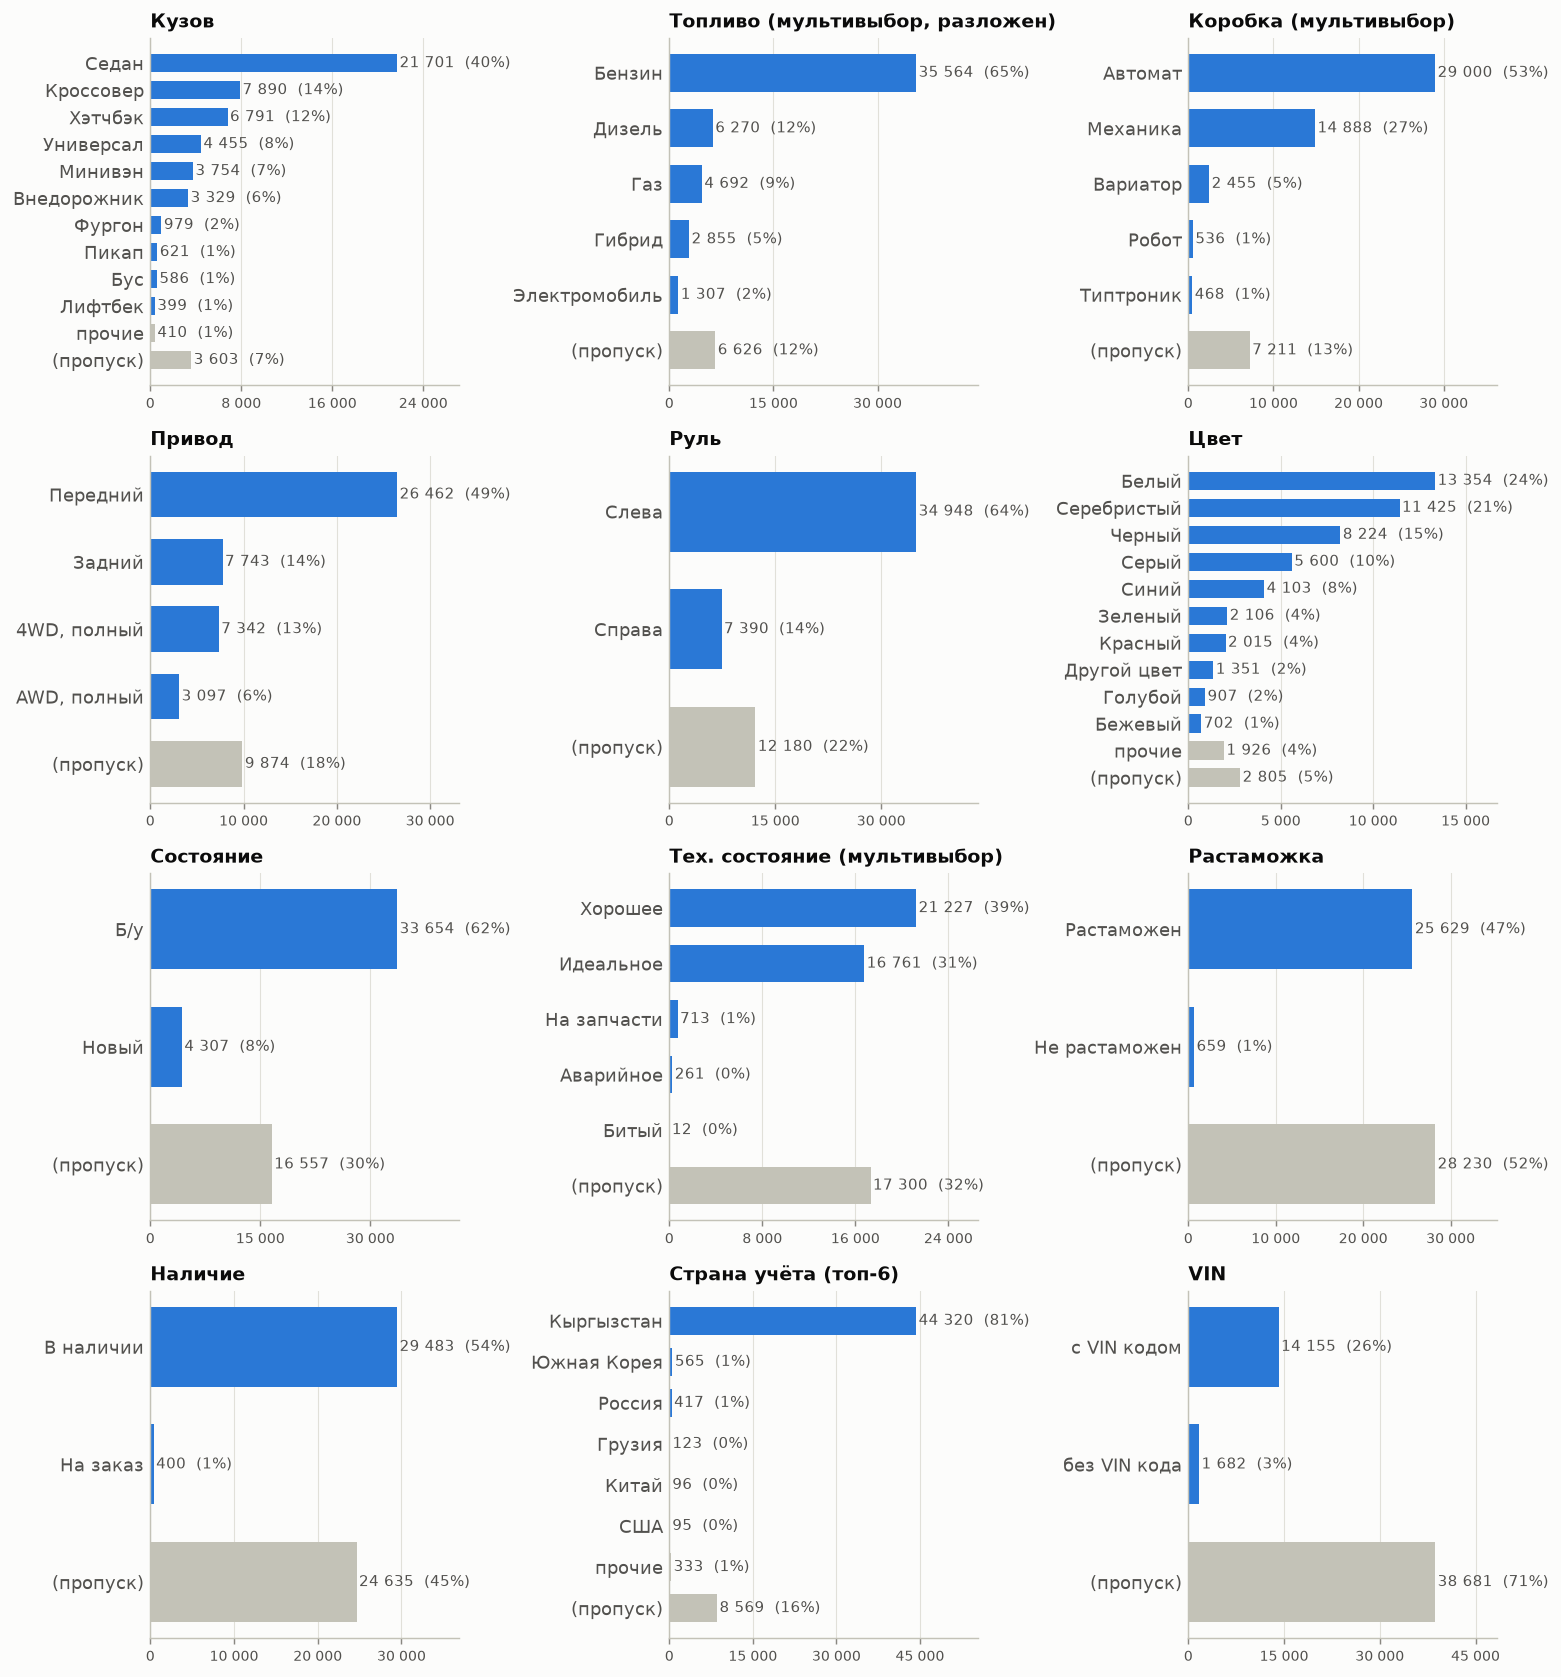 Кузов
Седан 21 701 (40%)
Кроссовер 7 890 (14%)
Хэтчбэк 6 791 (12%)
Универсал 4 455 (8%)
Минивэн 3 754 (7%)
Внедорожник 3 329 (6%)
Фургон 979 (2%)
Пикап 621 (1%)
Бус 586 (1%)
Лифтбек 399 (1%)
прочие 410 (1%)
(пропуск) 3 603 (7%)
0 8 000 16 000 24 000
Топливо (мультивыбор, разложен)
Бензин 35 564 (65%)
Дизель 6 270 (12%)
Газ 4 692 (9%)
Гибрид 2 855 (5%)
Электромобиль 1 307 (2%)
(пропуск) 6 626 (12%)
0 15 000 30 000
Коробка (мультивыбор)
Автомат 29 000 (53%)
Механика 14 888 (27%)
Вариатор 2 455 (5%)
Робот 536 (1%)
Типтроник 468 (1%)
(пропуск) 7 211 (13%)
0 10 000 20 000 30 000
Привод
Передний 26 462 (49%)
Задний 7 743 (14%)
4WD, полный 7 342 (13%)
AWD, полный 3 097 (6%)
(пропуск) 9 874 (18%)
0 10 000 20 000 30 000
Руль
Слева 34 948 (64%)
Справа 7 390 (14%)
(пропуск) 12 180 (22%)
0 15 000 30 000
Цвет
Белый 13 354 (24%)
Серебристый 11 425 (21%)
Черный 8 224 (15%)
Серый 5 600 (10%)
Синий 4 103 (8%)
Зеленый 2 106 (4%)
Красный 2 015 (4%)
Другой цвет 1 351 (2%)
Голубой 907 (2%)
Бежевый 702 (1%)
прочие 1 926 (4%)
(пропуск) 2 805 (5%)
0 5 000 10 000 15 000
Состояние
Б/у 33 654 (62%)
Новый 4 307 (8%)
(пропуск) 16 557 (30%)
0 15 000 30 000
Тех. состояние (мультивыбор)
Хорошее 21 227 (39%)
Идеальное 16 761 (31%)
На запчасти 713 (1%)
Аварийное 261 (0%)
Битый 12 (0%)
(пропуск) 17 300 (32%)
0 8 000 16 000 24 000
Растаможка
Растаможен 25 629 (47%)
Не растаможен 659 (1%)
(пропуск) 28 230 (52%)
0 10 000 20 000 30 000
Наличие
В наличии 29 483 (54%)
На заказ 400 (1%)
(пропуск) 24 635 (45%)
0 10 000 20 000 30 000
Страна учёта (топ-6)
Кыргызстан 44 320 (81%)
Южная Корея 565 (1%)
Россия 417 (1%)
Грузия 123 (0%)
Китай 96 (0%)
США 95 (0%)
прочие 333 (1%)
(пропуск) 8 569 (16%)
0 15 000 30 000 45 000
VIN
с VIN кодом 14 155 (26%)
без VIN кода 1 682 (3%)
(пропуск) 38 681 (71%)
0 15 000 30 000 45 000